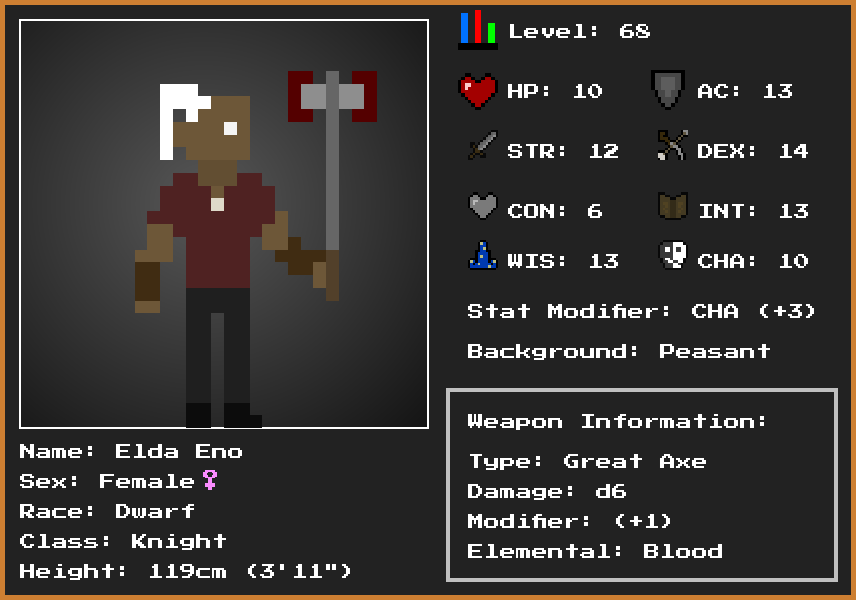 Level: 68
HP: 10 AC: 13
STR: 12 DEX: 14
CON: 6 INT: 13
WIS: 13 CHA: 10
Stat Modifier: CHA (+3)
Background: Peasant
Weapon Information:
Type: Great Axe
Damage: d6
Modifier: (+1)
Elemental: Blood
Name: Elda Eno
Sex: Female♀
Race: Dwarf
Class: Knight
Height: 119cm (3'11")